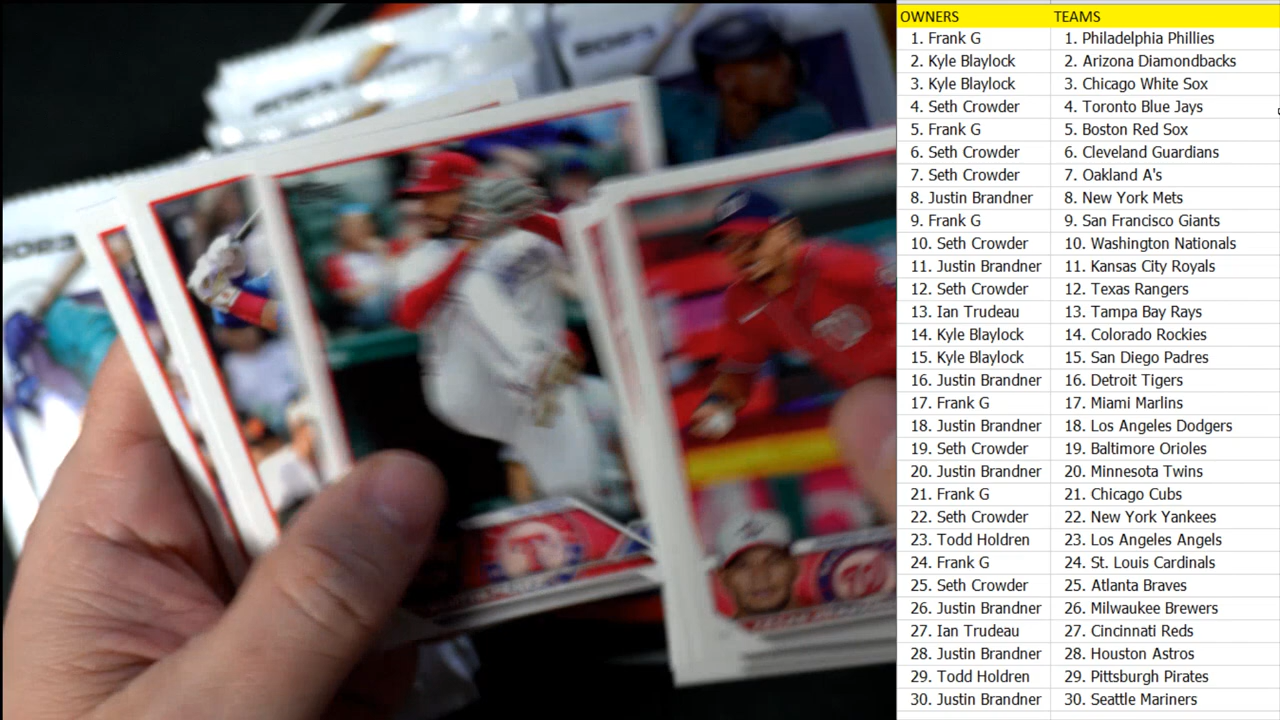 OWNERS TEAMS
1. Frank G 1. Philadelphia Phillies
2. Kyle Blaylock 2. Arizona Diamondbacks
3. Kyle Blaylock 3. Chicago White Sox
4. Seth Crowder 4. Toronto Blue Jays
5. Frank G 5. Boston Red Sox
6. Seth Crowder 6. Cleveland Guardians
7. Seth Crowder 7. Oakland A's
8. Justin Brandner 8. New York Mets
9. Frank G 9. San Francisco Giants
10. Seth Crowder 10. Washington Nationals
11. Justin Brandner 11. Kansas City Royals
12. Seth Crowder 12. Texas Rangers
13. Ian Trudeau 13. Tampa Bay Rays
14. Kyle Blaylock 14. Colorado Rockies
15. Kyle Blaylock 15. San Diego Padres
16. Justin Brandner 16. Detroit Tigers
17. Frank G 17. Miami Marlins
18. Justin Brandner 18. Los Angeles Dodgers
19. Seth Crowder 19. Baltimore Orioles
20. Justin Brandner 20. Minnesota Twins
21. Frank G 21. Chicago Cubs
22. Seth Crowder 22. New York Yankees
23. Todd Holdren 23. Los Angeles Angels
24. Frank G 24. St. Louis Cardinals
25. Seth Crowder 25. Atlanta Braves
26. Justin Brandner 26. Milwaukee Brewers
27. Ian Trudeau 27. Cincinnati Reds
28. Justin Brandner 28. Houston Astros
29. Todd Holdren 29. Pittsburgh Pirates
30. Justin Brandner 30. Seattle Mariners
2023
T
W